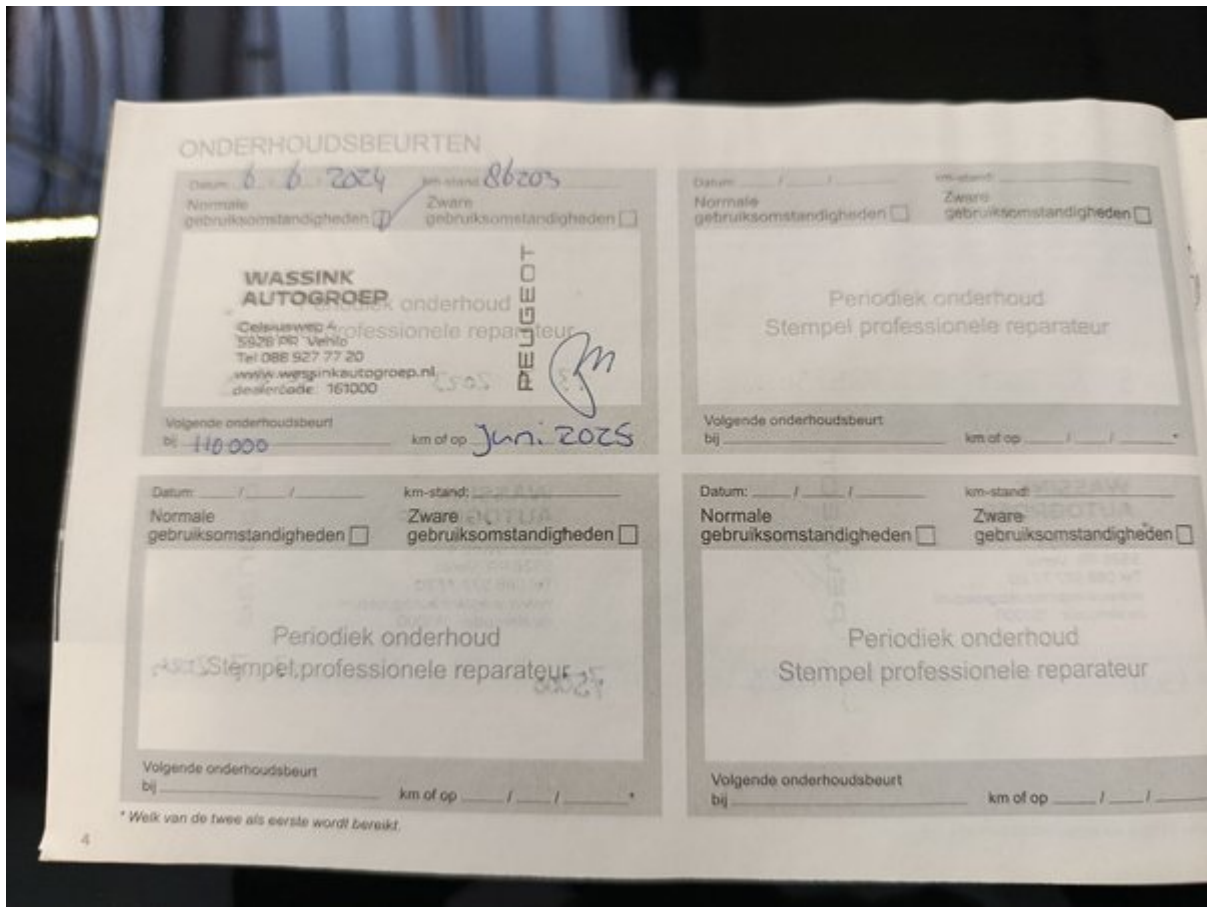 ONDERHOUDSBEURTEN
Datum: 6 6 2024 km-stand: 86203
Normale
gebruiksomstandigheden
Zware
gebruiksomstandigheden
WASSINK
AUTOGROEP
Periodiek onderhoud
professionele reparateur
Celsiusweg 4
5928 PR Venlo
Tel 088 927 77 20
www.wassinkautogroep.nl
dealercode: 161000
PEUGEOT
Volgende onderhoudsbeurt
bij 110000 km of op Juni 2025
Datum: / / km-stand:
Normale
gebruiksomstandigheden
Zware
gebruiksomstandigheden
Periodiek onderhoud
Stempel professionele reparateur
Volgende onderhoudsbeurt
bij km of op / / *
Datum: / / km-stand:
Normale
gebruiksomstandigheden
Zware
gebruiksomstandigheden
Periodiek onderhoud
Stempel professionele reparateur
Volgende onderhoudsbeurt
bij km of op / / *
Datum: / / km-stand:
Normale
gebruiksomstandigheden
Zware
gebruiksomstandigheden
Periodiek onderhoud
Stempel professionele reparateur
Volgende onderhoudsbeurt
bij km of op / /
* Welk van de twee als eerste wordt bereikt.
4